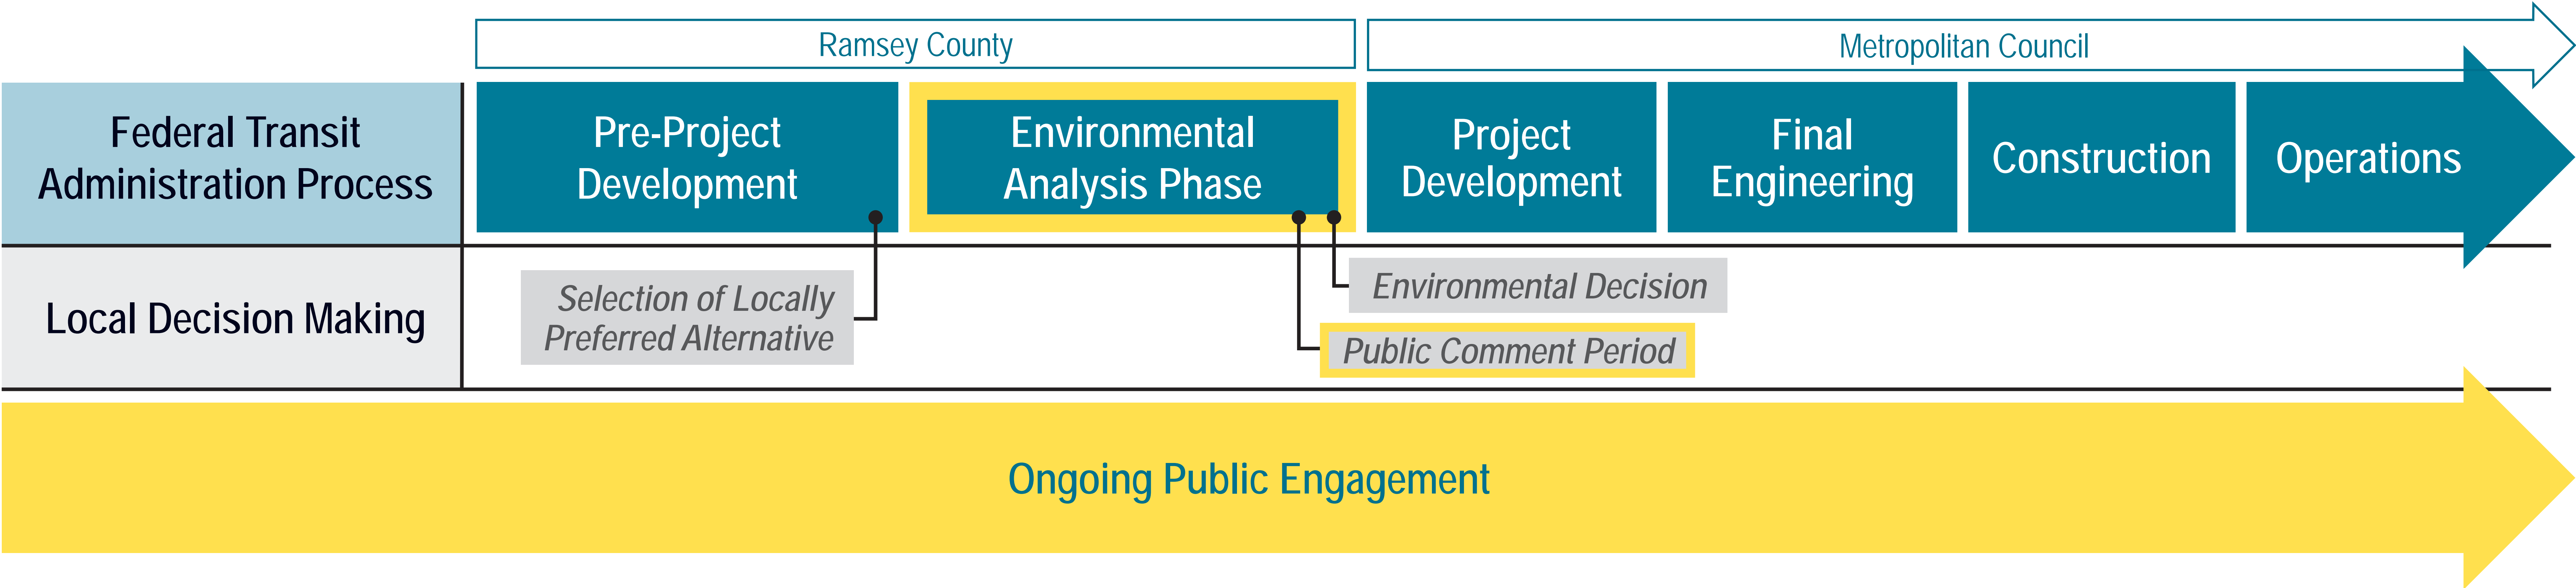 Ramsey County
Metropolitan Council
Federal Transit
Administration Process
Pre-Project
Development
Environmental
Analysis Phase
Project
Development
Final
Engineering
Construction
Operations
Local Decision Making
Selection of Locally
Preferred Alternative
Environmental Decision
Public Comment Period
Ongoing Public Engagement